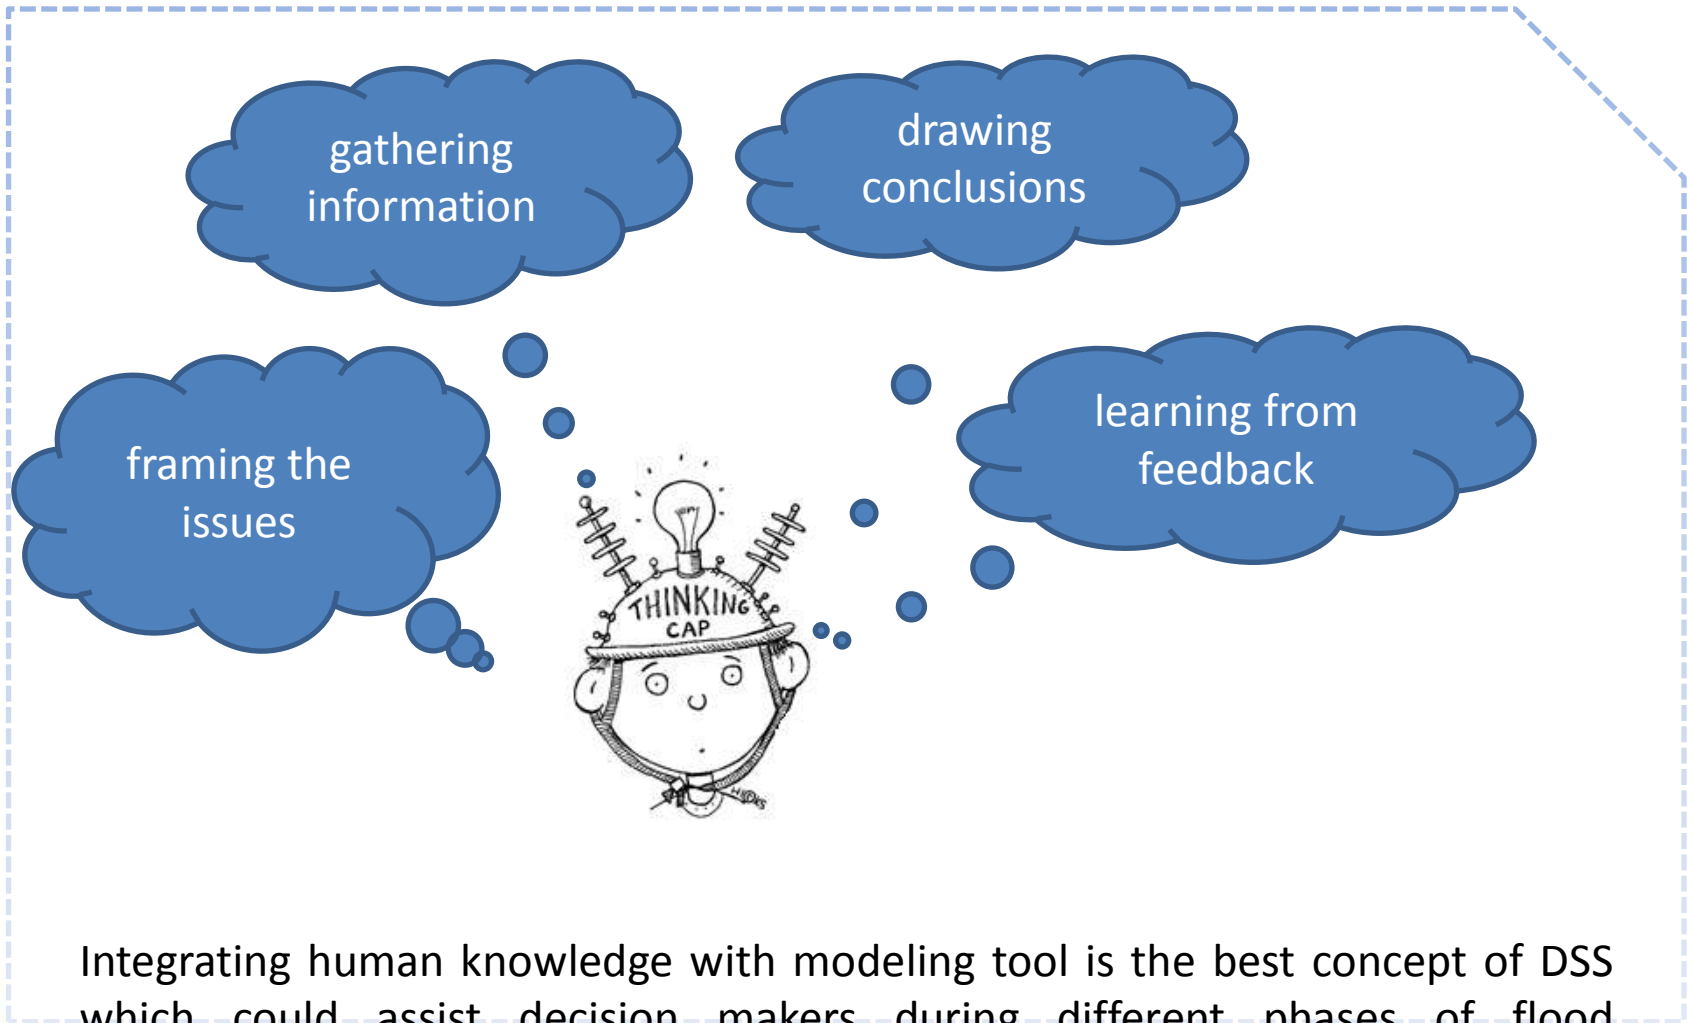 gathering
information
drawing
conclusions
framing the
issues
learning from
feedback
THINKING
CAP
Integrating human knowledge with modeling tool is the best concept of DSS
which could assist decision makers during different phases of flood